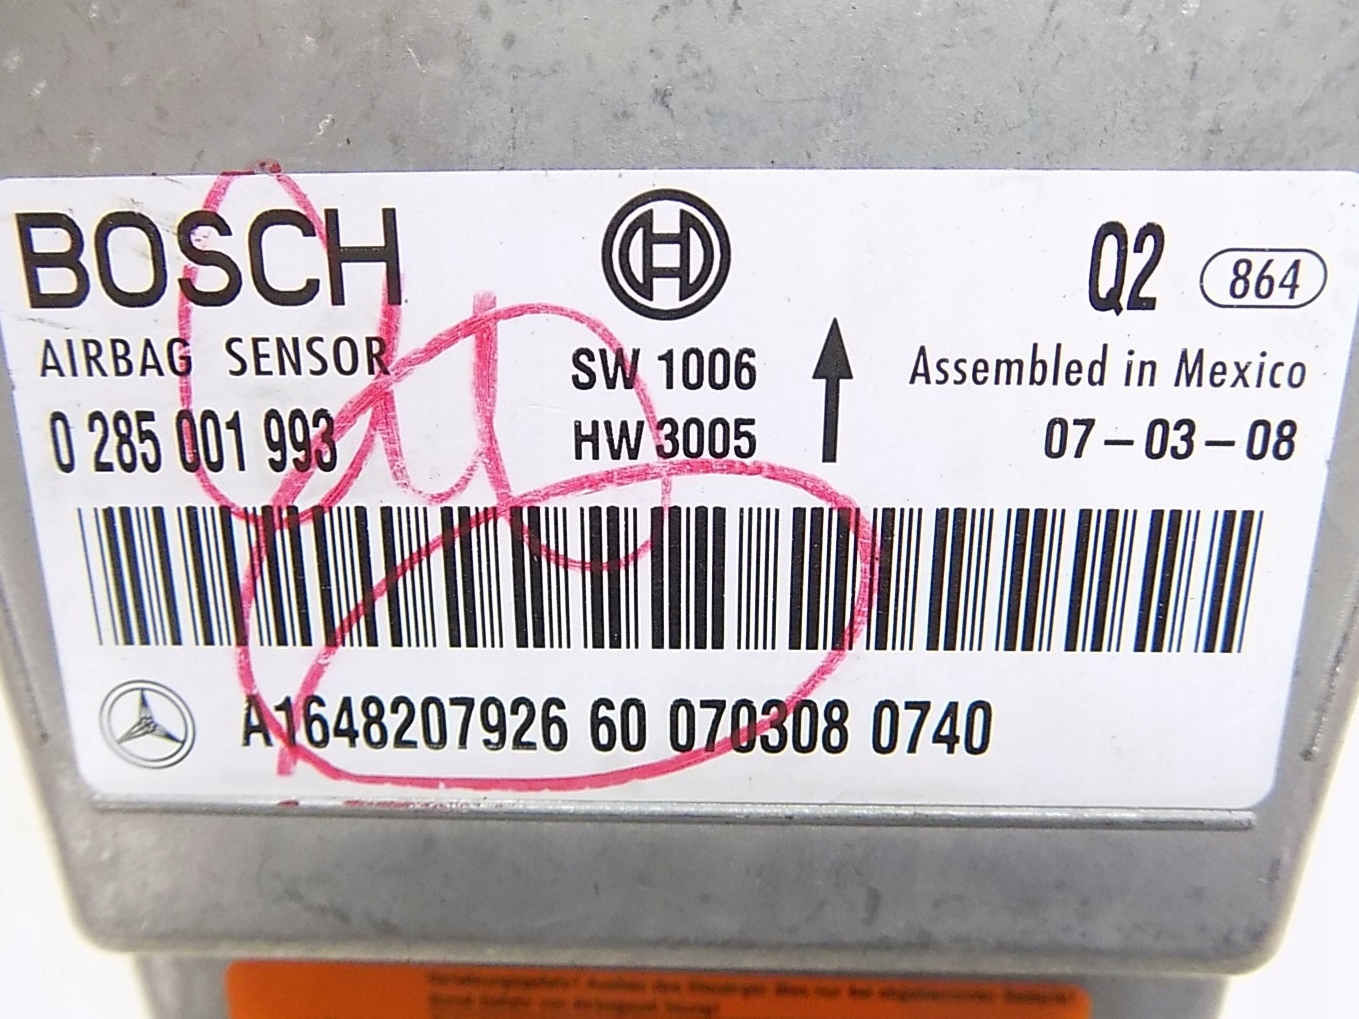 BOSCH
Q2 864
AIRBAG SENSOR
SW 1006
Assembled in Mexico
0 285 001 993
HW 3005
07-03-08
A1648207926 60 070308 0740